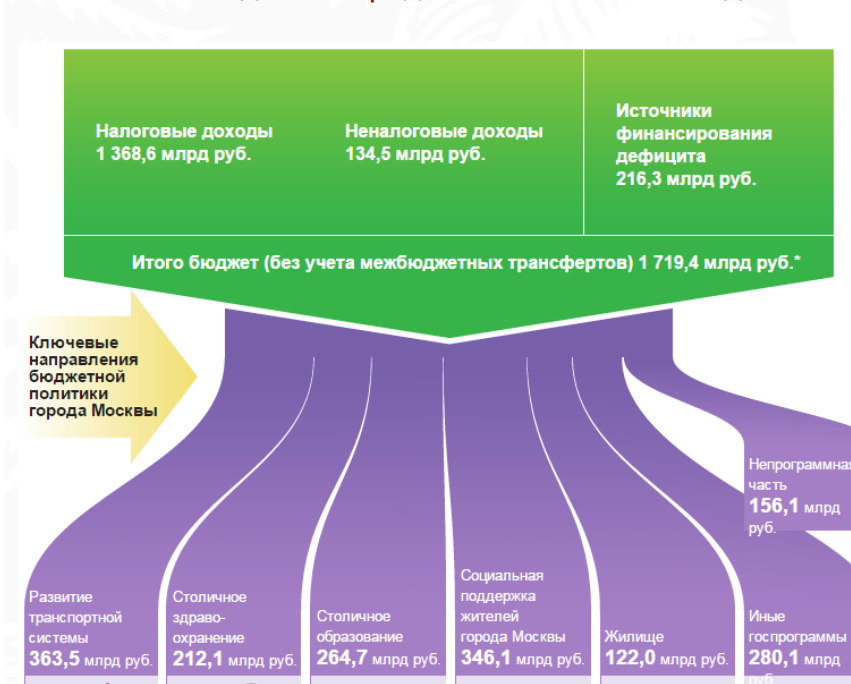 Налоговые доходы
1 368,6 млрд руб.
Неналоговые доходы
134,5 млрд руб.
Источники
финансирования
дефицита
216,3 млрд руб.
Итого бюджет (без учета межбюджетных трансфертов) 1 719,4 млрд руб.*
Ключевые
направления
бюджетной
политики
города Москвы
Непрограммная
часть
156,1 млрд
руб.
Развитие
транспортной
системы
363,5 млрд руб.
Столичное
здраво-
охранение
212,1 млрд руб.
Столичное
образование
264,7 млрд руб.
Социальная
поддержка
жителей
города Москвы
346,1 млрд руб.
Жилище
122,0 млрд руб.
Иные
госпрограммы
280,1 млрд
руб.